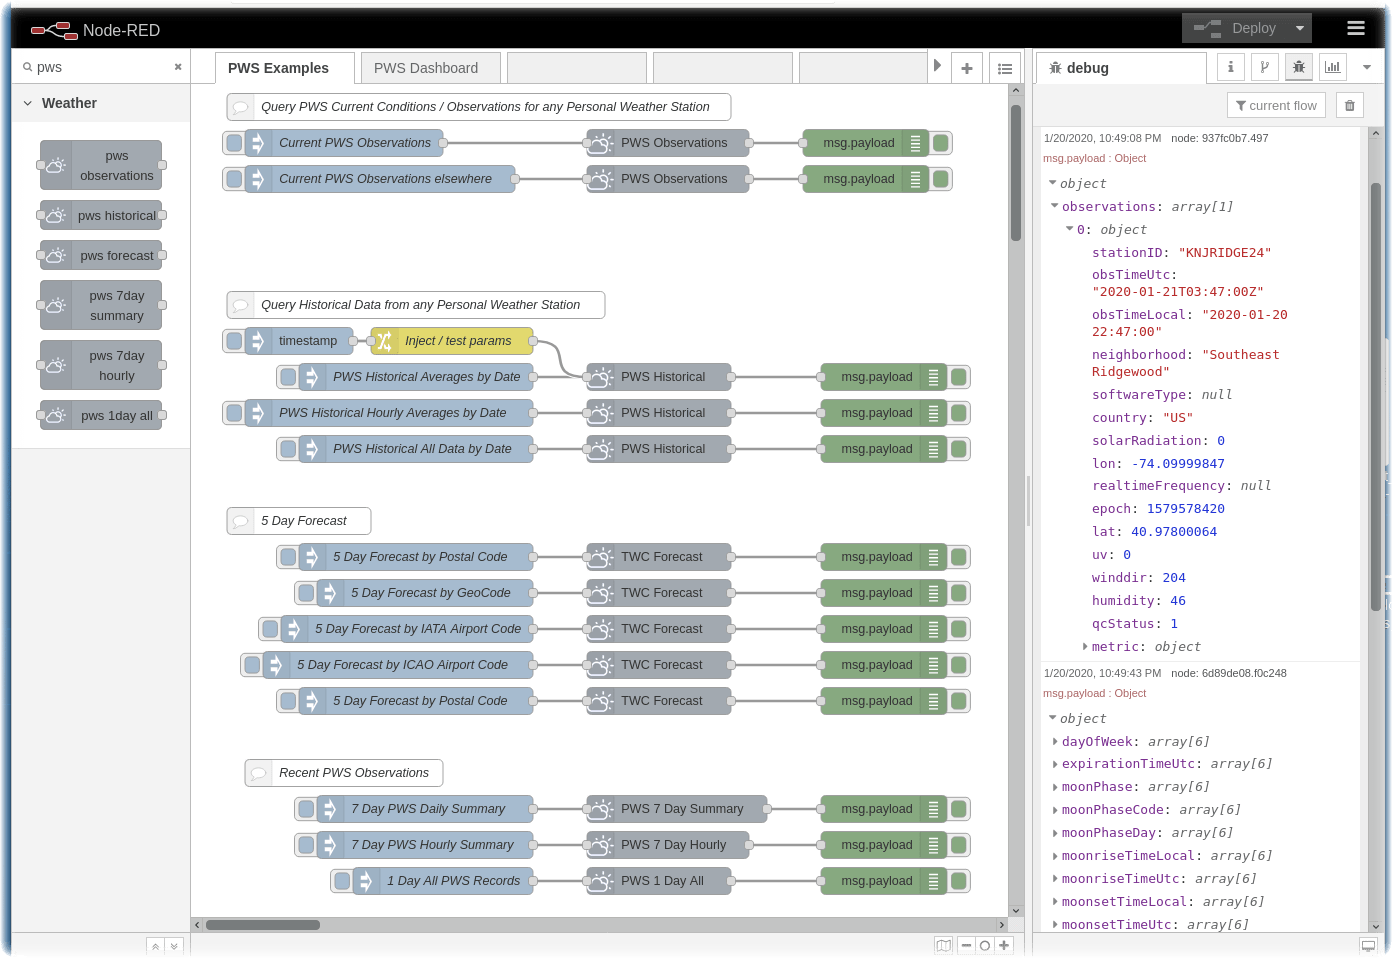 Node-RED
Deploy
pws
Weather
pws
observations
pws historical
pws forecast
pws 7day
summary
pws 7day
hourly
pws 1day all
PWS Examples
PWS Dashboard
Query PWS Current Conditions / Observations for any Personal Weather Station
Current PWS Observations
PWS Observations
msg.payload
Current PWS Observations elsewhere
PWS Observations
msg.payload
Query Historical Data from any Personal Weather Station
timestamp
Inject / test params
PWS Historical Averages by Date
PWS Historical
msg.payload
PWS Historical Hourly Averages by Date
PWS Historical
msg.payload
PWS Historical All Data by Date
PWS Historical
msg.payload
5 Day Forecast
5 Day Forecast by Postal Code
TWC Forecast
msg.payload
5 Day Forecast by GeoCode
TWC Forecast
msg.payload
5 Day Forecast by IATA Airport Code
TWC Forecast
msg.payload
5 Day Forecast by ICAO Airport Code
TWC Forecast
msg.payload
5 Day Forecast by Postal Code
TWC Forecast
msg.payload
Recent PWS Observations
7 Day PWS Daily Summary
PWS 7 Day Summary
msg.payload
7 Day PWS Hourly Summary
PWS 7 Day Hourly
msg.payload
1 Day All PWS Records
PWS 1 Day All
msg.payload
debug
current flow
1/20/2020, 10:49:08 PM node: 937fc0b7.497
msg.payload : Object
object
observations: array[1]
0: object
stationID: "KNJRIDGE24"
obsTimeUtc:
"2020-01-21T03:47:00Z"
obsTimeLocal: "2020-01-20
22:47:00"
neighborhood: "Southeast
Ridgewood"
softwareType: null
country: "US"
solarRadiation: 0
lon: -74.09999847
realtimeFrequency: null
epoch: 1579578420
lat: 40.97800064
uv: 0
winddir: 204
humidity: 46
qcStatus: 1
metric: object
1/20/2020, 10:49:43 PM node: 6d89de08.f0c248
msg.payload : Object
object
dayOfWeek: array[6]
expirationTimeUtc: array[6]
moonPhase: array[6]
moonPhaseCode: array[6]
moonPhaseDay: array[6]
moonriseTimeLocal: array[6]
moonriseTimeUtc: array[6]
moonsetTimeLocal: array[6]
moonsetTimeUtc: array[6]